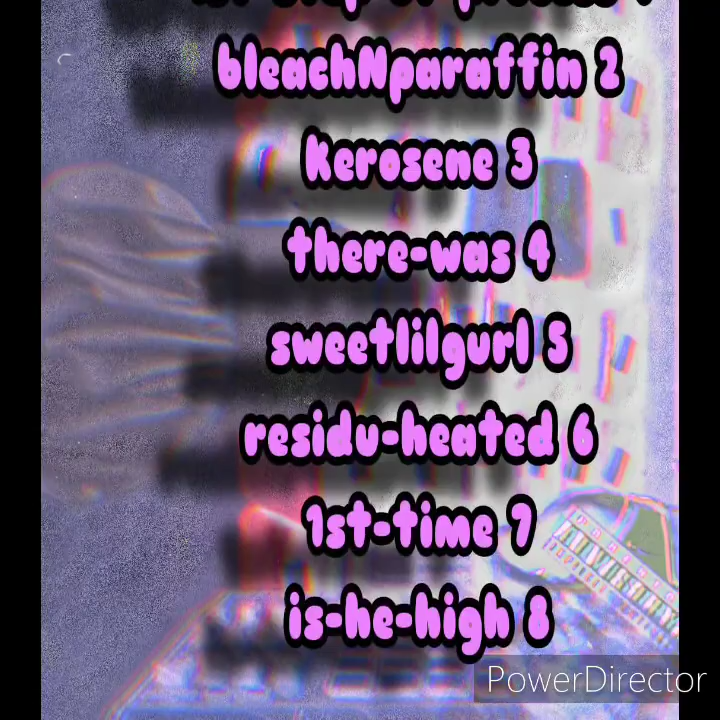 bleachNparaffin 2
kerosene 3
there-was 4
sweetlilgurl 5
residu-heated 6
1st-time 7
is-he-high 8
PowerDirector